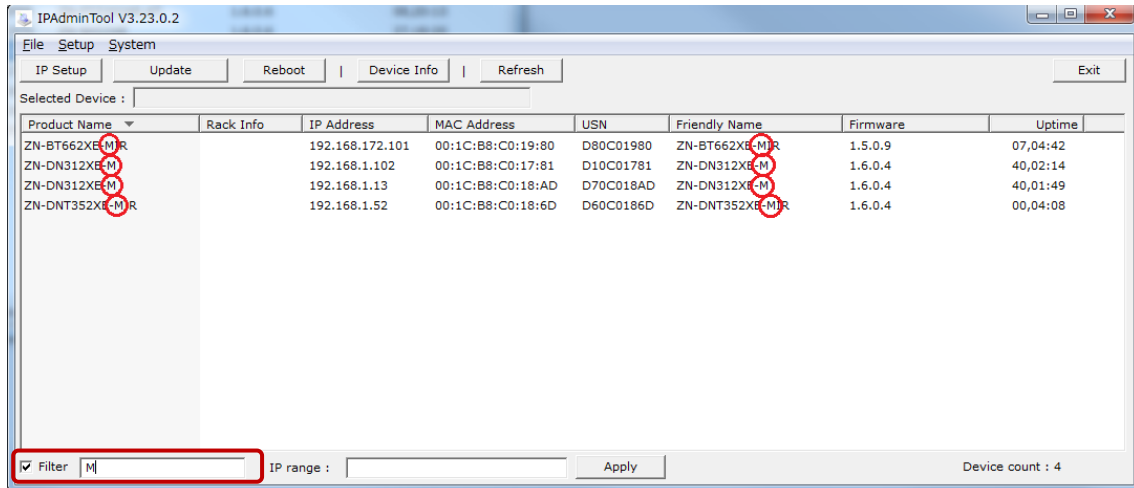 IPAdminTool V3.23.0.2
File Setup System
IP Setup Update Reboot | Device Info | Refresh Exit
Selected Device :
Product Name Rack Info IP Address MAC Address USN Friendly Name Firmware Uptime
ZN-BT662XE-MIR 192.168.172.101 00:1C:B8:C0:19:80 D80C01980 ZN-BT662XE-MIR 1.5.0.9 07,04:42
ZN-DN312XE-M 192.168.1.102 00:1C:B8:C0:17:81 D10C01781 ZN-DN312XE-M 1.6.0.4 40,02:14
ZN-DN312XE-M 192.168.1.13 00:1C:B8:C0:18:AD D70C018AD ZN-DN312XE-M 1.6.0.4 40,01:49
ZN-DNT352XE-MIR 192.168.1.52 00:1C:B8:C0:18:6D D60C0186D ZN-DNT352XE-MIR 1.6.0.4 00,04:08
Filter M IP range : Apply Device count : 4